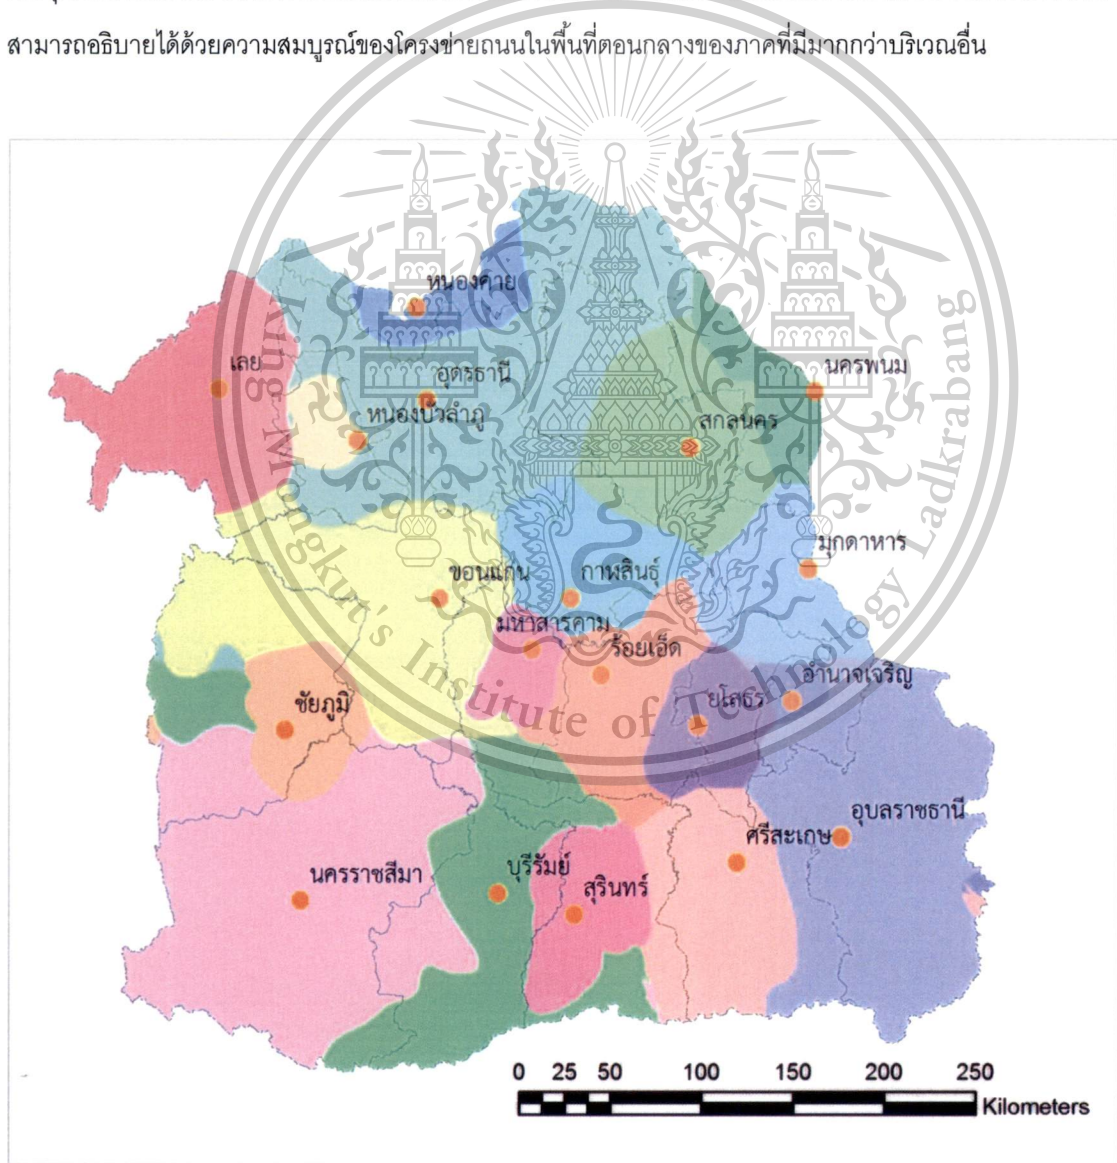 สามารถอธิบายได้ด้วยความสมบูรณ์ของโครงข่ายถนนในพื้นที่ตอนกลางของภาคที่มีมากกว่าบริเวณอื่น
หนองคาย
เลย
อุดรธานี
นครพนม
หนองบัวลำภู
สกลนคร
มุกดาหาร
ขอนแก่น
กาฬสินธุ์
มหาสารคาม
ร้อยเอ็ด
อำนาจเจริญ
ชัยภูมิ
ยโสธร
อุบลราชธานี
ศรีสะเกษ
นครราชสีมา
บุรีรัมย์
สุรินทร์
0 25 50 100 150 200 250
Kilometers
King Mongkut's Institute of Technology Ladkrabang